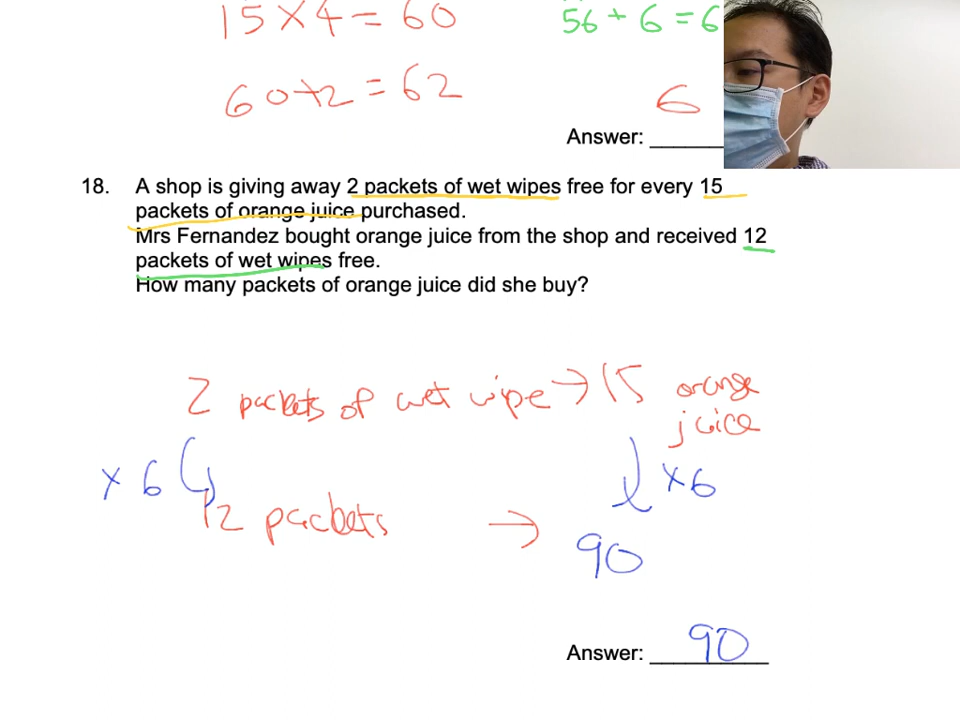 15 × 4 = 60
56 + 6 = 6
60 + 2 = 62
6
Answer: ______
18. A shop is giving away 2 packets of wet wipes free for every 15
packets of orange juice purchased.
Mrs Fernandez bought orange juice from the shop and received 12
packets of wet wipes free.
How many packets of orange juice did she buy?
2 packets of wet wipe → 15 orange
juice
× 6
× 6
12 packets →
90
Answer: 90